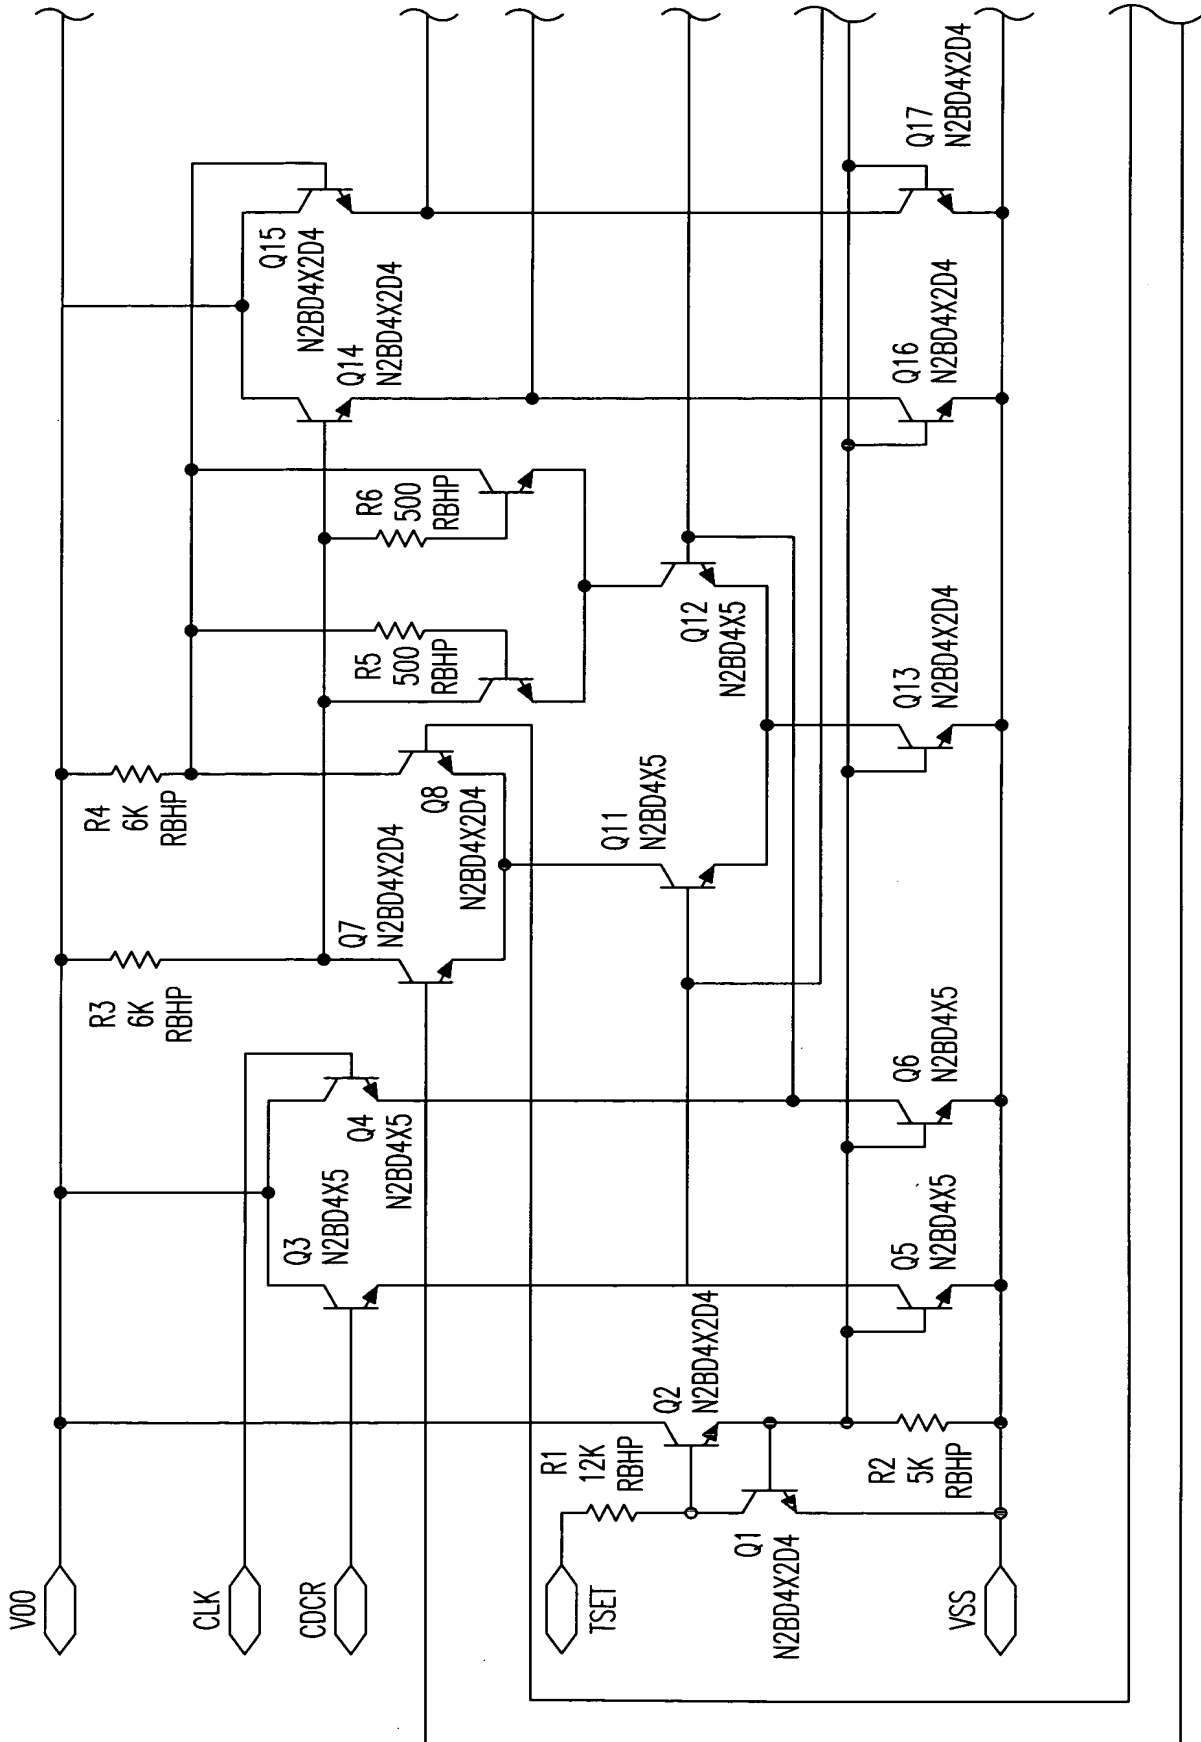 V00
CLK
CDCR
TSET
VSS
R1
12K
RBHP
Q1
N2BD4X2D4
Q2
N2BD4X2D4
R2
5K
RBHP
Q3
N2BD4X5
Q4
N2BD4X5
Q5
N2BD4X5
Q6
N2BD4X5
R3
6K
RBHP
R4
6K
RBHP
Q7
N2BD4X2D4
Q8
N2BD4X2D4
R5
500
RBHP
R6
500
RBHP
Q11
N2BD4X5
Q12
N2BD4X5
Q13
N2BD4X2D4
Q14
N2BD4X2D4
Q15
N2BD4X2D4
Q16
N2BD4X2D4
Q17
N2BD4X2D4